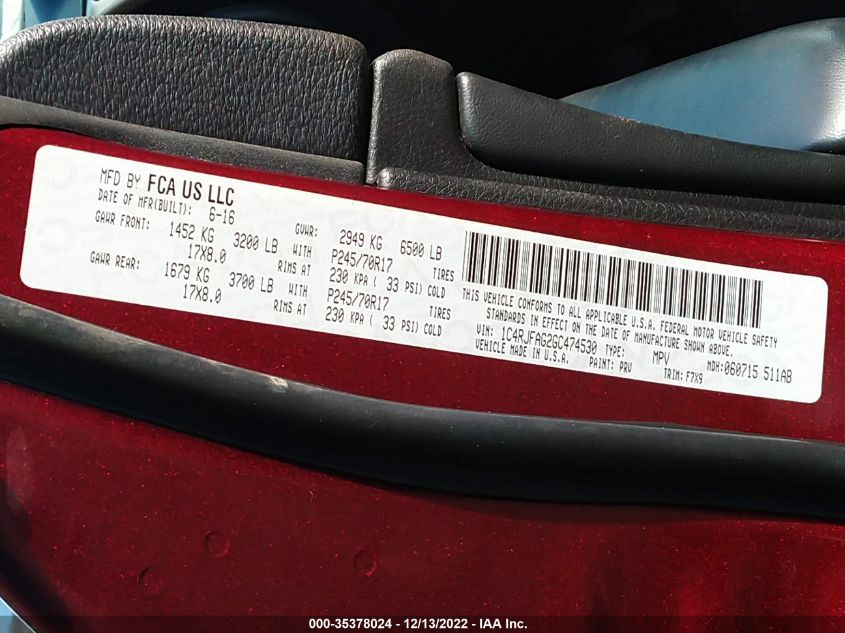 MFD BY FCA US LLC
DATE OF MFR(BUILT): 6-16
GVWR: 2949 KG 6500 LB
GAWR FRONT: 1452 KG 3200 LB WITH P245/70R17 TIRES
17X8.0 RIMS AT 230 KPA ( 33 PSI) COLD
GAWR REAR: 1679 KG 3700 LB WITH P245/70R17 TIRES
17X8.0 RIMS AT 230 KPA ( 33 PSI) COLD
THIS VEHICLE CONFORMS TO ALL APPLICABLE U.S.A. FEDERAL MOTOR VEHICLE SAFETY
STANDARDS IN EFFECT ON THE DATE OF MANUFACTURE SHOWN ABOVE.
VIN: 1C4RJFAG2GC474530 TYPE: MPV MDH:060715 511AB
VEHICLE MADE IN U.S.A. PAINT: PRV TRIM:F7X9
000-35378024 - 12/13/2022 - IAA Inc.